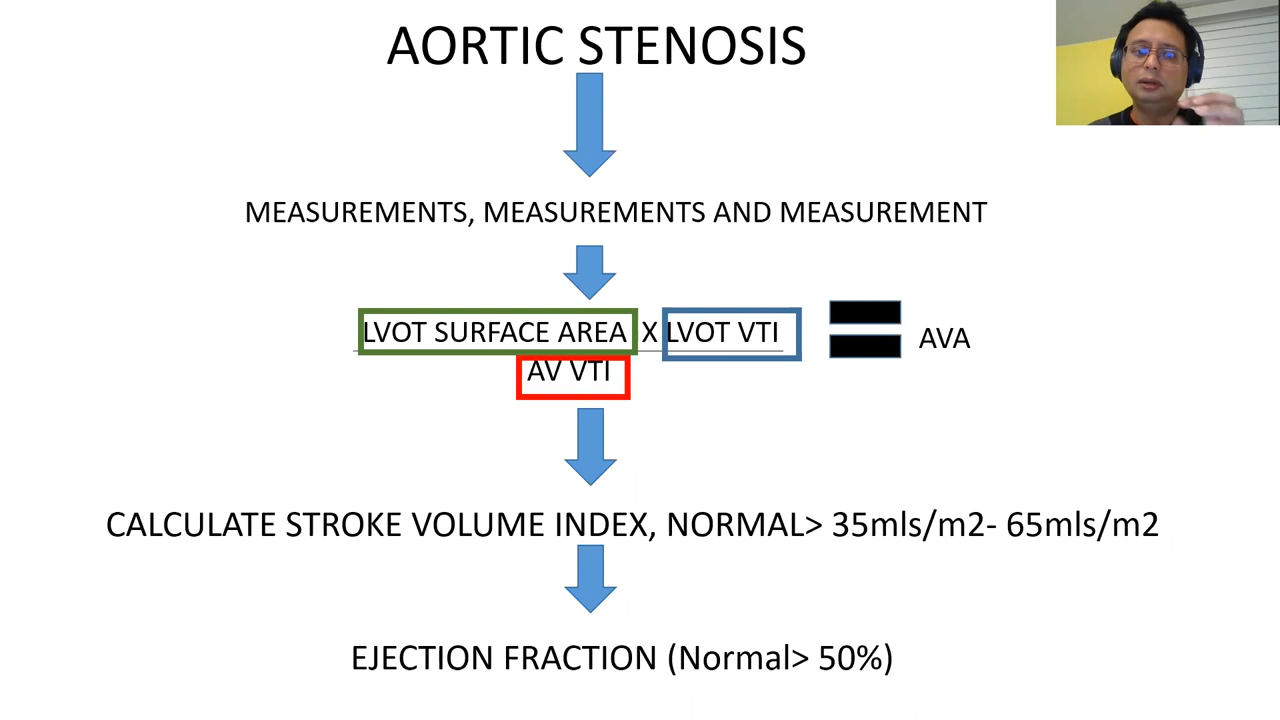 AORTIC STENOSIS
MEASUREMENTS, MEASUREMENTS AND MEASUREMENT
LVOT SURFACE AREA X LVOT VTI
AV VTI
AVA
CALCULATE STROKE VOLUME INDEX, NORMAL> 35mls/m2- 65mls/m2
EJECTION FRACTION (Normal> 50%)